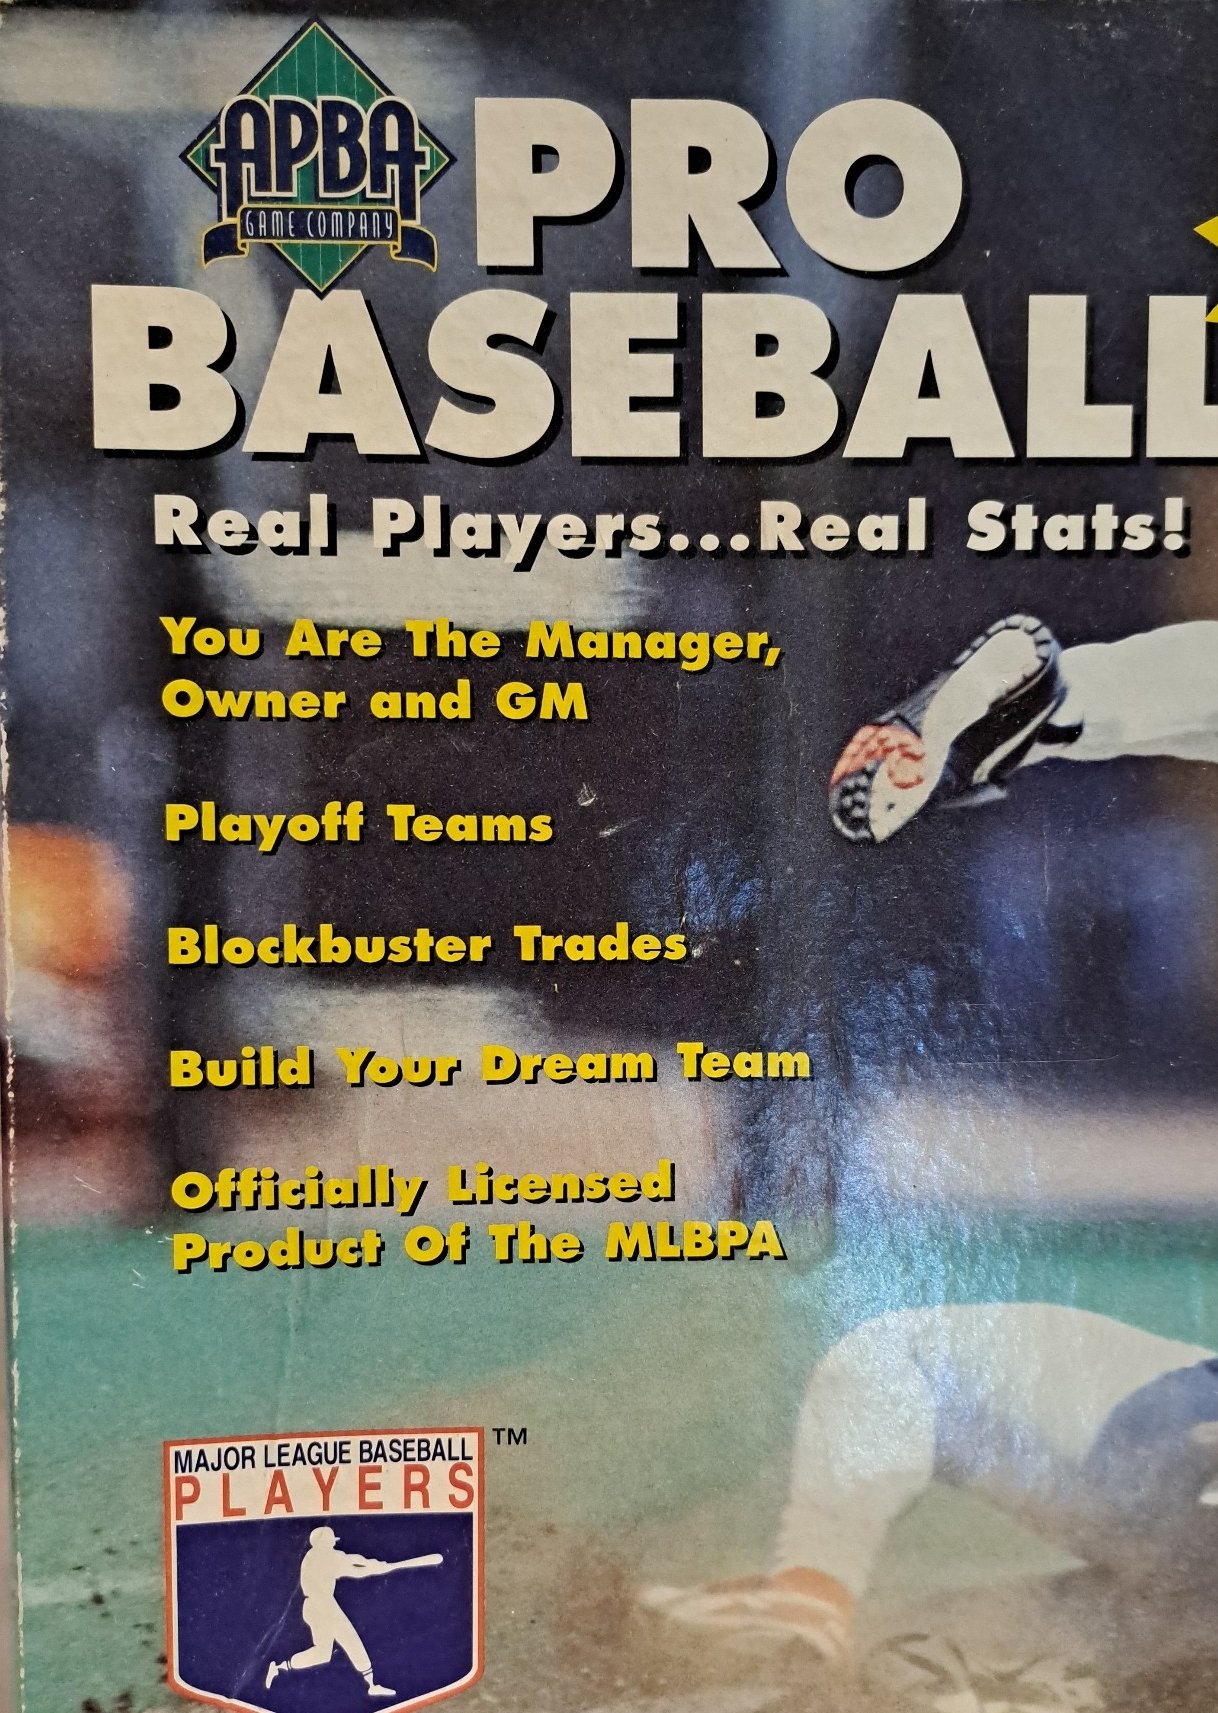 APBA
GAME COMPANY
PRO
BASEBALL
Real Players...Real Stats!
You Are The Manager,
Owner and GM
Playoff Teams
Blockbuster Trades
Build Your Dream Team
Officially Licensed
Product Of The MLBPA
MAJOR LEAGUE BASEBALL
PLAYERS
TM